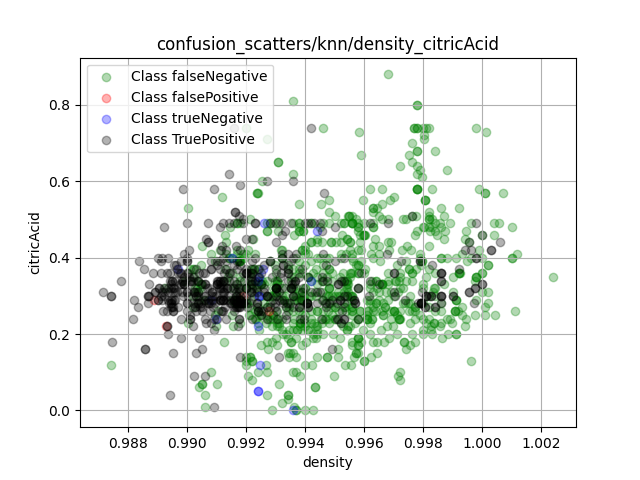 confusion_scatters/knn/density_citricAcid
Class falseNegative
Class falsePositive
Class trueNegative
Class TruePositive
citricAcid
0.8
0.6
0.4
0.2
0.0
0.988 0.990 0.992 0.994 0.996 0.998 1.000 1.002
density